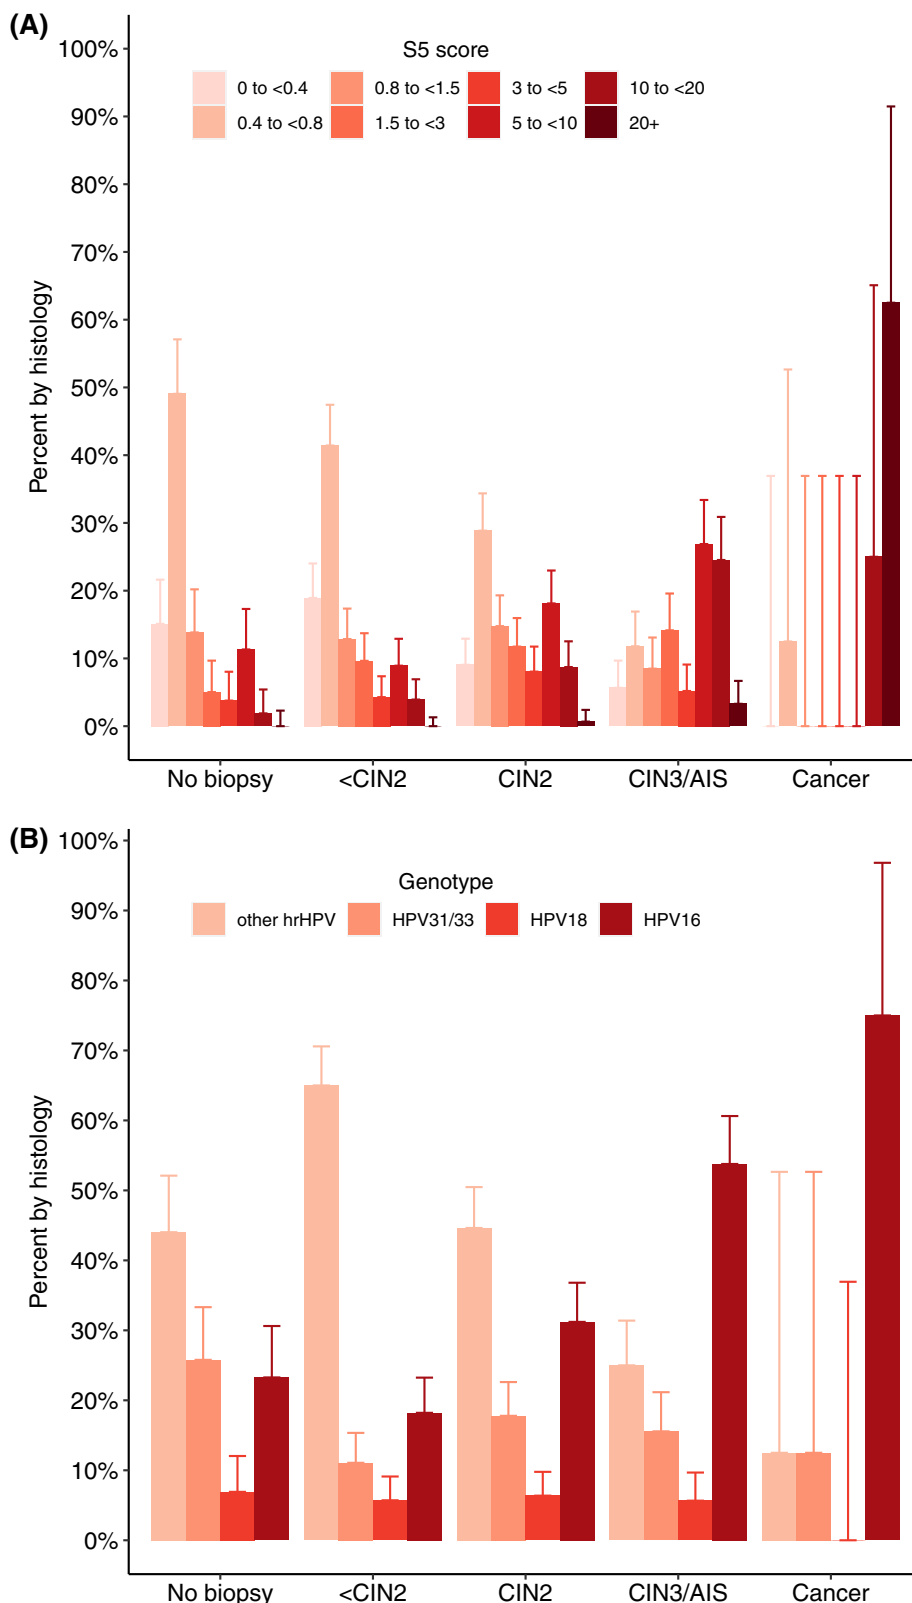 (A)
S5 score
0 to <0.4
0.8 to <1.5
3 to <5
10 to <20
0.4 to <0.8
1.5 to <3
5 to <10
20+
Percent by histology
100%
90%
80%
70%
60%
50%
40%
30%
20%
10%
0%
No biopsy
<CIN2
CIN2
CIN3/AIS
Cancer
(B)
Genotype
other hrHPV
HPV31/33
HPV18
HPV16
Percent by histology
100%
90%
80%
70%
60%
50%
40%
30%
20%
10%
0%
No biopsy
<CIN2
CIN2
CIN3/AIS
Cancer